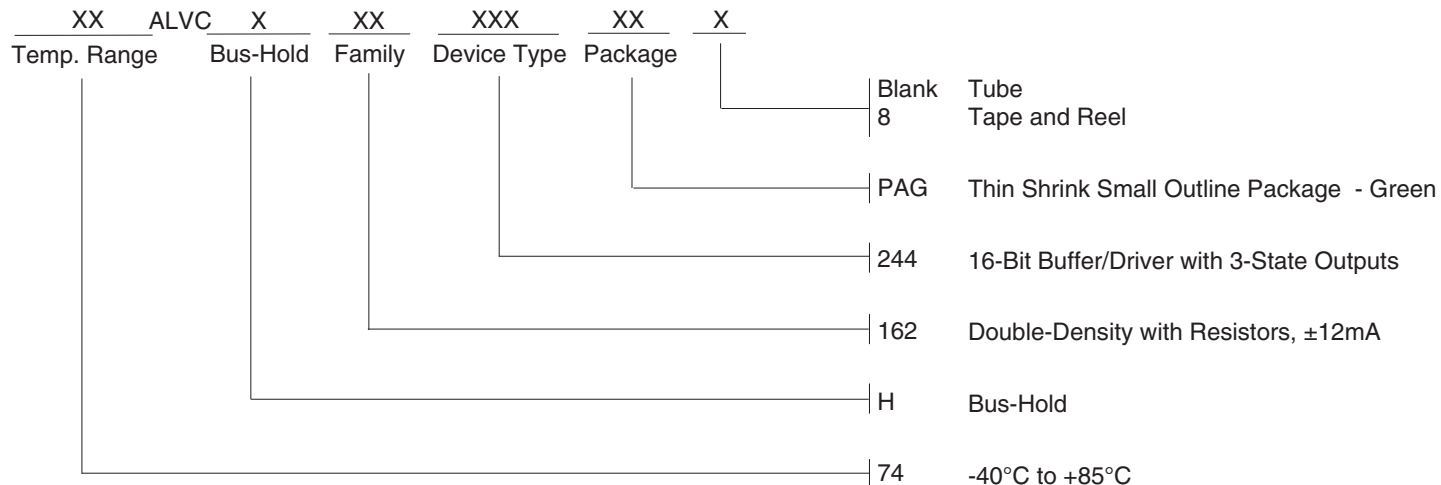 XX ALVC X XX XXX XX X
Temp. Range Bus-Hold Family Device Type Package
Blank Tube
8 Tape and Reel
PAG Thin Shrink Small Outline Package - Green
244 16-Bit Buffer/Driver with 3-State Outputs
162 Double-Density with Resistors, ±12mA
H Bus-Hold
74 -40°C to +85°C